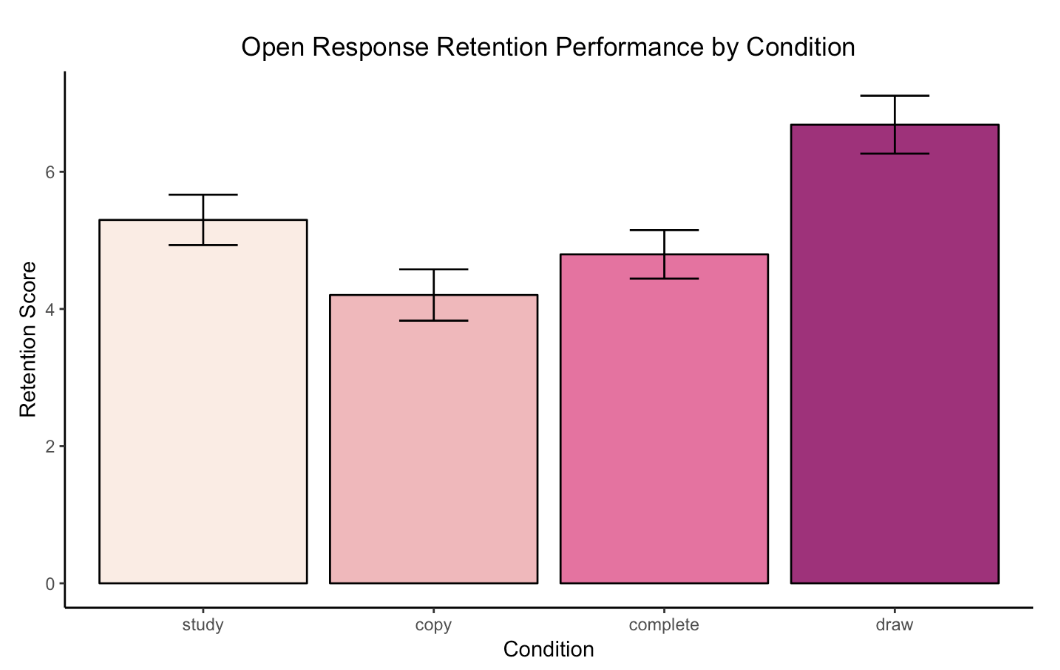 Open Response Retention Performance by Condition
Retention Score
6
4
2
0
study copy complete draw
Condition